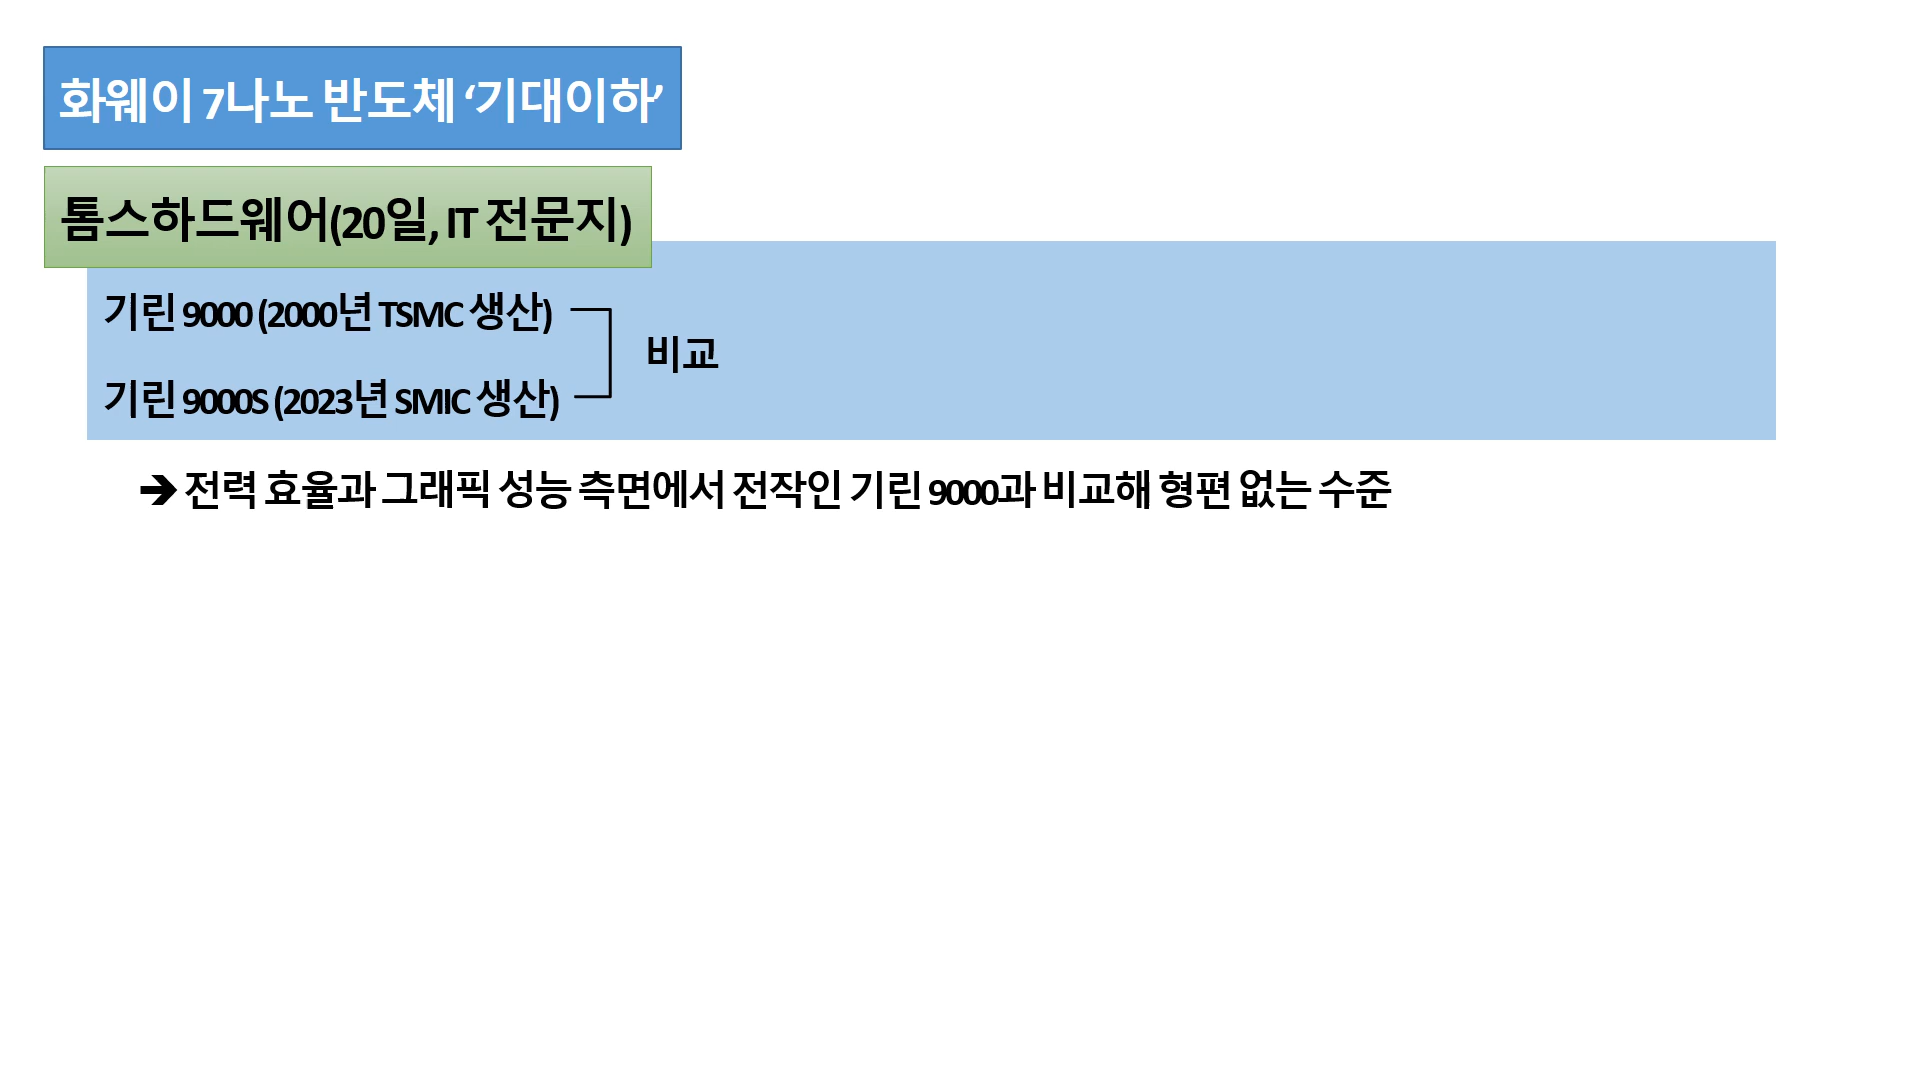 화웨이 7나노 반도체 ‘기대이하’
톰스하드웨어(20일, IT 전문지)
기린 9000 (2000년 TSMC 생산)
비교
기린 9000S (2023년 SMIC 생산)
➔ 전력 효율과 그래픽 성능 측면에서 전작인 기린 9000과 비교해 형편 없는 수준